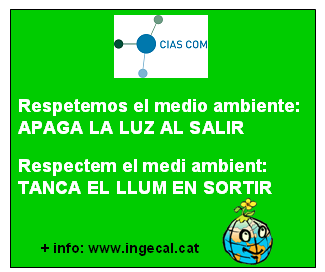 CIAS COM
Respetemos el medio ambiente:
APAGA LA LUZ AL SALIR
Respectem el medi ambient:
TANCA EL LLUM EN SORTIR
+ info: www.ingecal.cat